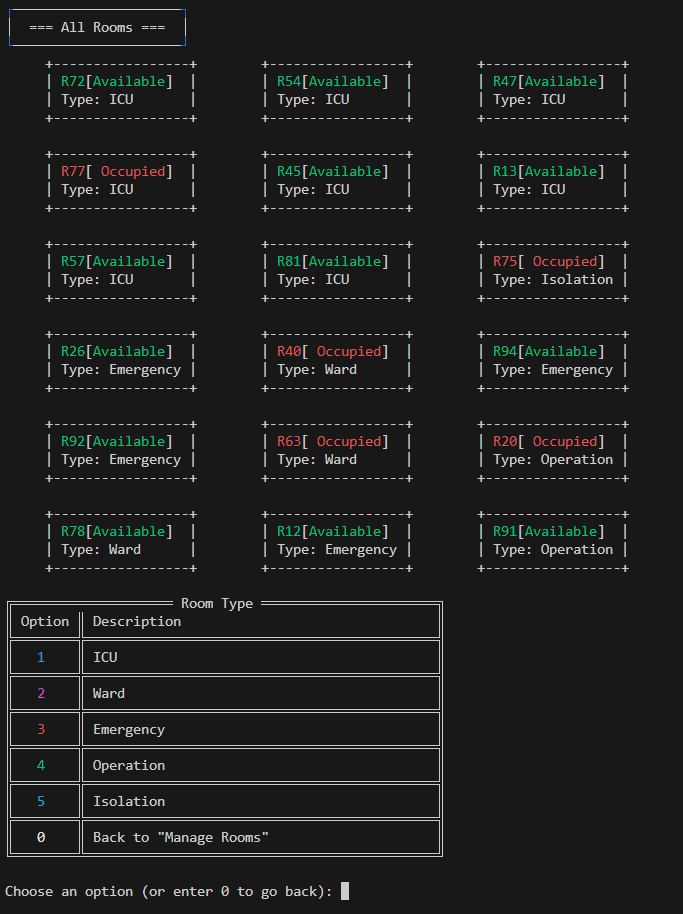 === All Rooms ===
+-----------------+ +-----------------+ +-----------------+
| R72[Available] | | R54[Available] | | R47[Available] |
| Type: ICU | | Type: ICU | | Type: ICU |
+-----------------+ +-----------------+ +-----------------+
+-----------------+ +-----------------+ +-----------------+
| R77[ Occupied] | | R45[Available] | | R13[Available] |
| Type: ICU | | Type: ICU | | Type: ICU |
+-----------------+ +-----------------+ +-----------------+
+-----------------+ +-----------------+ +-----------------+
| R57[Available] | | R81[Available] | | R75[ Occupied] |
| Type: ICU | | Type: ICU | | Type: Isolation |
+-----------------+ +-----------------+ +-----------------+
+-----------------+ +-----------------+ +-----------------+
| R26[Available] | | R40[ Occupied] | | R94[Available] |
| Type: Emergency | | Type: Ward | | Type: Emergency |
+-----------------+ +-----------------+ +-----------------+
+-----------------+ +-----------------+ +-----------------+
| R92[Available] | | R63[ Occupied] | | R20[ Occupied] |
| Type: Emergency | | Type: Ward | | Type: Operation |
+-----------------+ +-----------------+ +-----------------+
+-----------------+ +-----------------+ +-----------------+
| R78[Available] | | R12[Available] | | R91[Available] |
| Type: Ward | | Type: Emergency | | Type: Operation |
+-----------------+ +-----------------+ +-----------------+
Room Type
Option Description
1 ICU
2 Ward
3 Emergency
4 Operation
5 Isolation
0 Back to "Manage Rooms"
Choose an option (or enter 0 to go back):